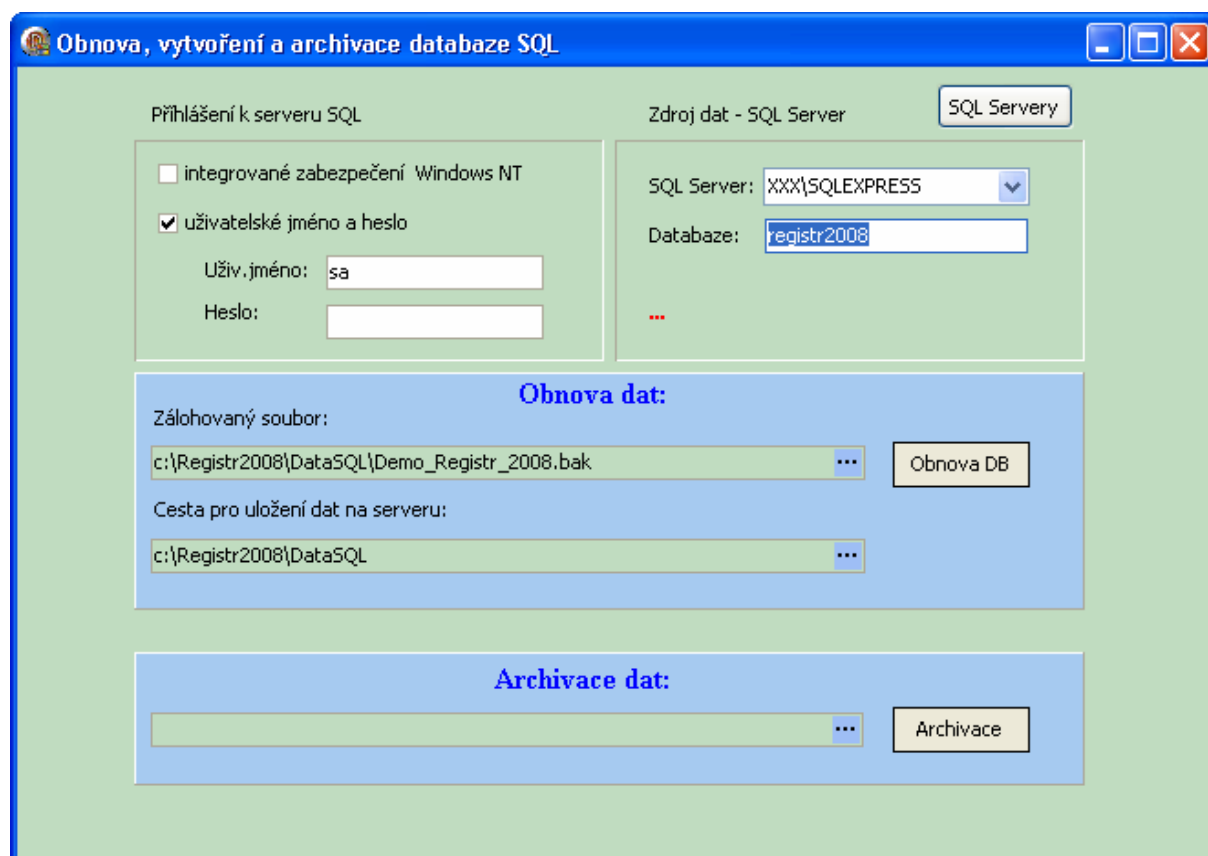 Obnova, vytvoření a archivace databaze SQL
Přihlášení k serveru SQL
Zdroj dat - SQL Server
SQL Servery
integrované zabezpečení Windows NT
uživatelské jméno a heslo
Uživ.jméno: sa
Heslo:
SQL Server: XXX\SQLEXPRESS
Databaze: registr2008
...
Obnova dat:
Zálohovaný soubor:
c:\Registr2008\DataSQL\Demo_Registr_2008.bak ...
Obnova DB
Cesta pro uložení dat na serveru:
c:\Registr2008\DataSQL ...
Archivace dat:
...
Archivace